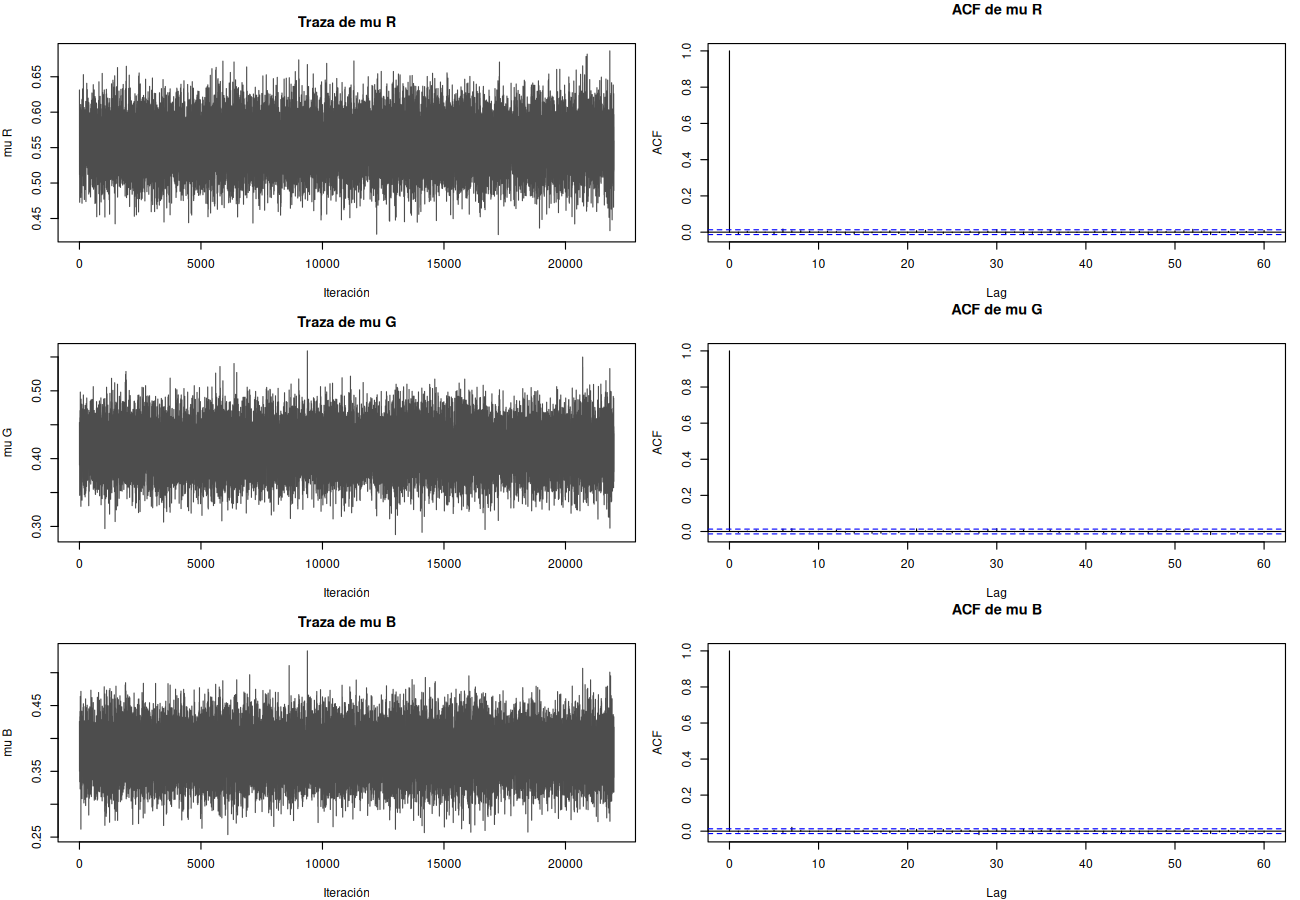 Traza de mu R
mu R
0.65
0.60
0.55
0.50
0.45
0 5000 10000 15000 20000
Iteración
ACF de mu R
ACF
1.0
0.8
0.6
0.4
0.2
0.0
0 10 20 30 40 50 60
Lag
Traza de mu G
mu G
0.50
0.40
0.30
0 5000 10000 15000 20000
Iteración
ACF de mu G
ACF
1.0
0.8
0.6
0.4
0.2
0.0
0 10 20 30 40 50 60
Lag
Traza de mu B
mu B
0.45
0.35
0.25
0 5000 10000 15000 20000
Iteración
ACF de mu B
ACF
1.0
0.8
0.6
0.4
0.2
0.0
0 10 20 30 40 50 60
Lag